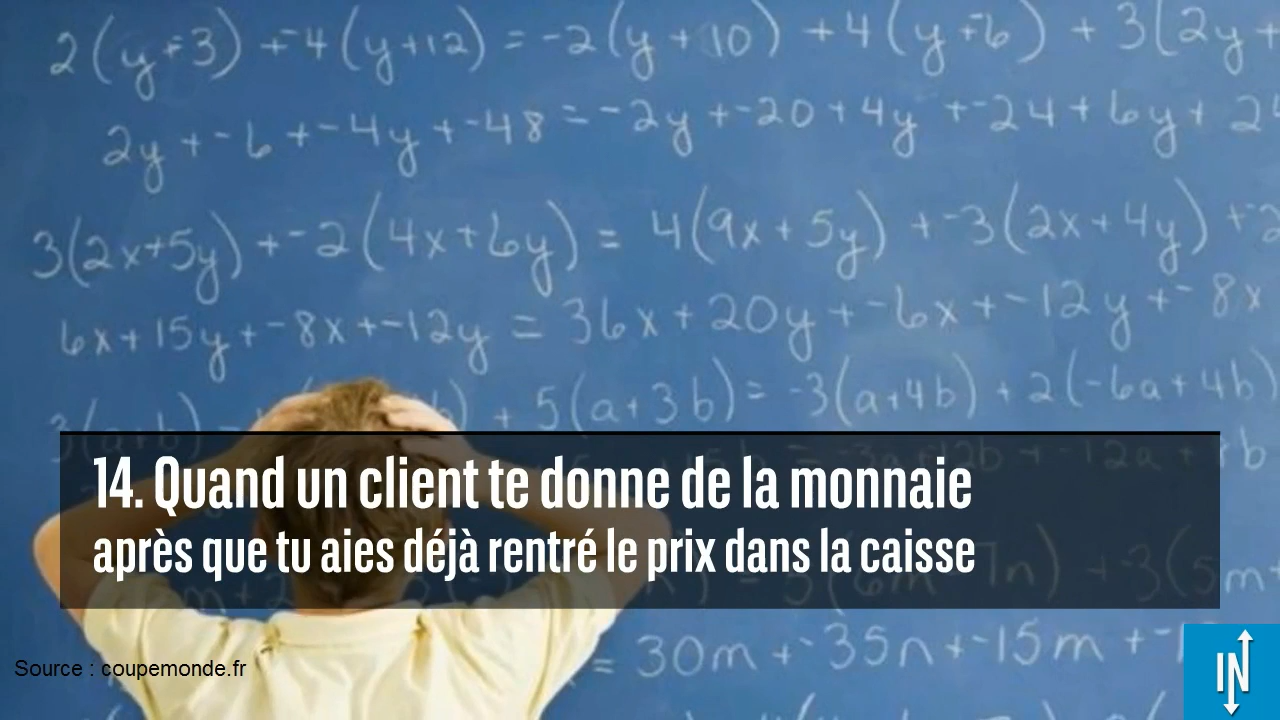 2(y+-3)+-4(y+12)=-2(y+10)+4(y+-6)+3(2y+
2y+-6+-4y+-48=-2y+-20+4y+-24+6y+
3(2x+5y)+-2(4x+6y)=4(9x+5y)+-3(2x+4y)+-2
6x+15y+-8x+-12y=36x+20y+-6x+-12y+-8x
+5(a+3b)=-3(a+4b)+2(-6a+4b)
14. Quand un client te donne de la monnaie
après que tu aies déjà rentré le prix dans la caisse
=30m+-35n+-15m+-
Source : coupemonde.fr
IN